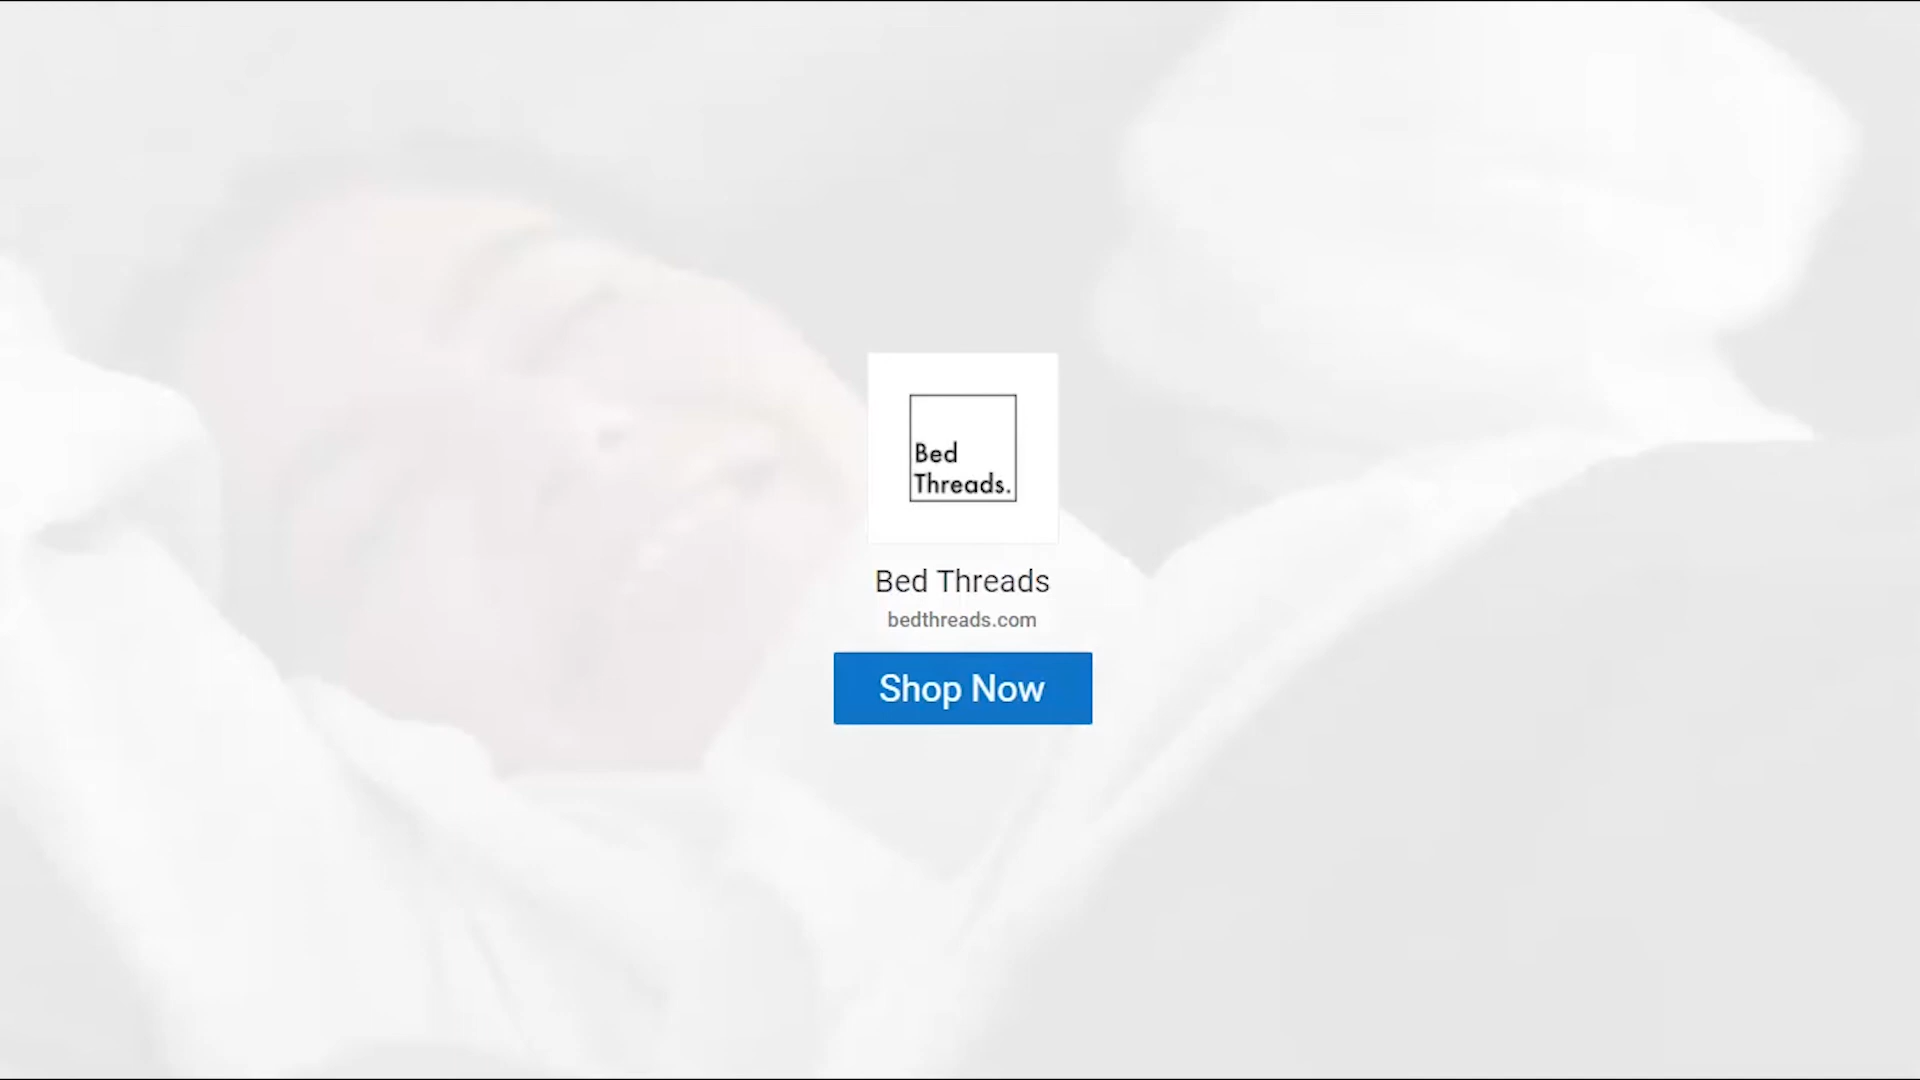 Bed
Threads.
Bed Threads
bedthreads.com
Shop Now